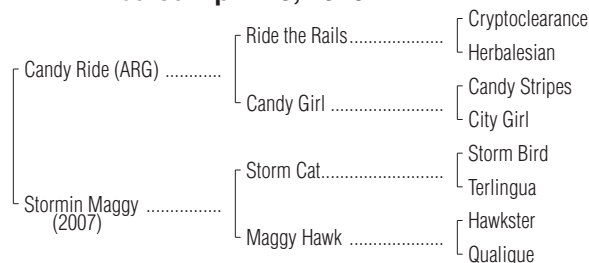 Cryptoclearance
Ride the Rails.....................
Herbalesian
Candy Ride (ARG) ............
Candy Stripes
Candy Girl .........................
City Girl
Storm Bird
Storm Cat...........................
Terlingua
Stormin Maggy ................
(2007)
Hawkster
Maggy Hawk .....................
Qualique